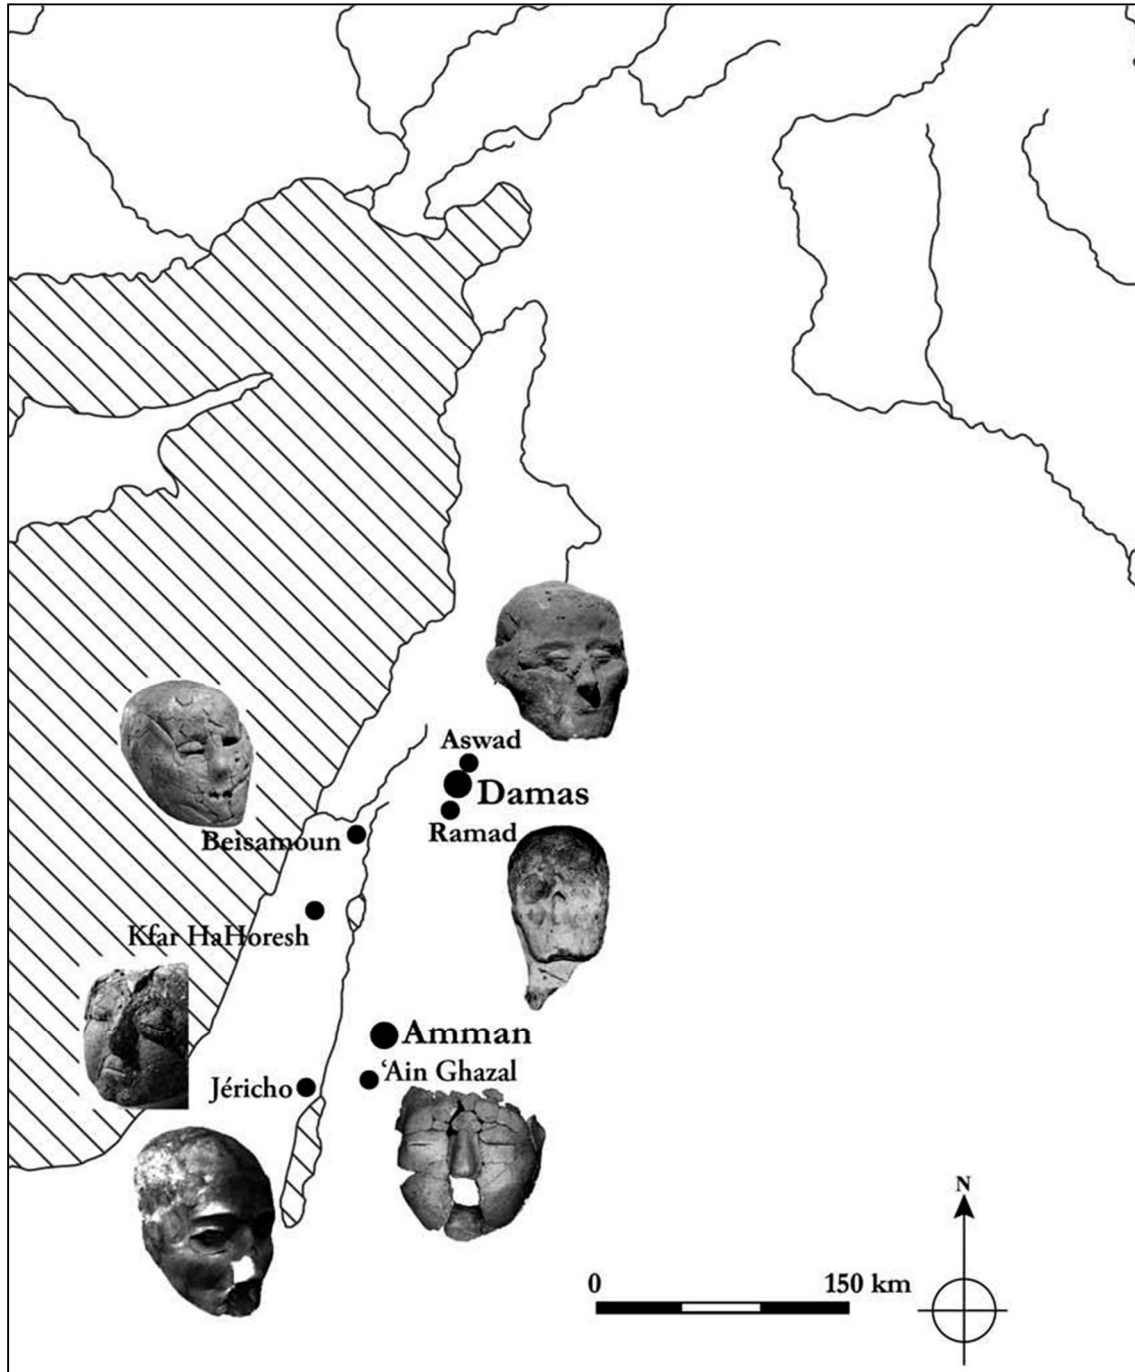 Aswad
Damas
Ramad
Beisamoun
Kfar HaHoresh
Amman
‘Ain Ghazal
Jéricho
N
0 150 km